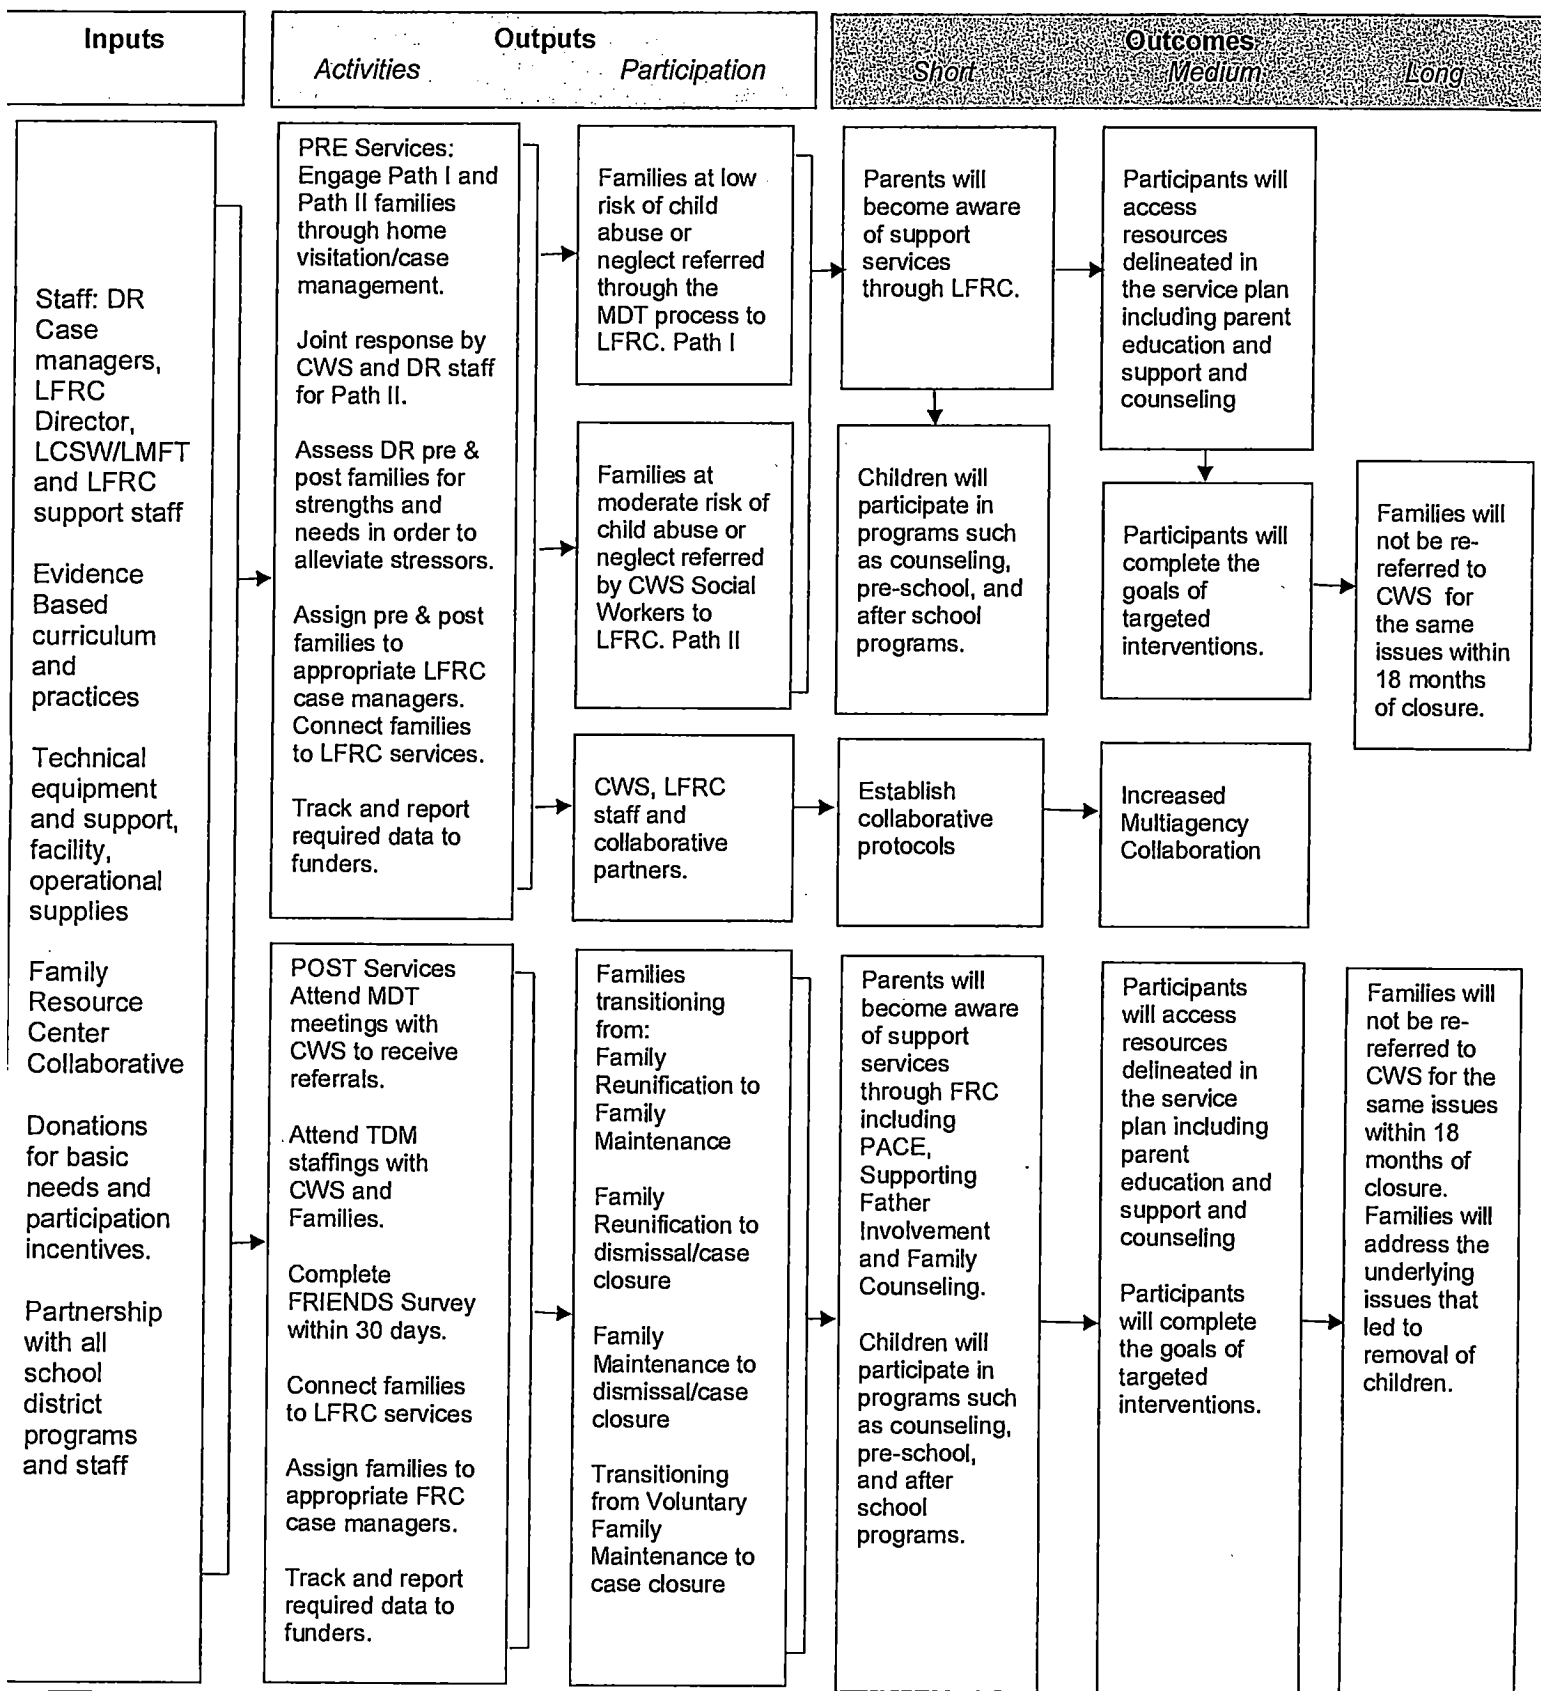 Inputs
Outputs
Activities
Participation
Outcomes
Short
Medium
Long
Staff: DR
Case
managers,
LFRC
Director,
LCSW/LMFT
and LFRC
support staff
Evidence
Based
curriculum
and
practices
Technical
equipment
and support,
facility,
operational
supplies
Family
Resource
Center
Collaborative
Donations
for basic
needs and
participation
incentives.
Partnership
with all
school
district
programs
and staff
PRE Services:
Engage Path I and
Path II families
through home
visitation/case
management.
Joint response by
CWS and DR staff
for Path II.
Assess DR pre &
post families for
strengths and
needs in order to
alleviate stressors.
Assign pre & post
families to
appropriate LFRC
case managers.
Connect families
to LFRC services.
Track and report
required data to
funders.
Families at low
risk of child
abuse or
neglect referred
through the
MDT process to
LFRC. Path I
Families at
moderate risk of
child abuse or
neglect referred
by CWS Social
Workers to
LFRC. Path II
CWS, LFRC
staff and
collaborative
partners.
Parents will
become aware
of support
services
through LFRC.
Children will
participate in
programs such
as counseling,
pre-school, and
after school
programs.
Establish
collaborative
protocols
Participants will
access
resources
delineated in
the service plan
including parent
education and
support and
counseling
Participants will
complete the
goals of
targeted
interventions.
Increased
Multiagency
Collaboration
Families will
not be re-
referred to
CWS for
the same
issues within
18 months
of closure.
POST Services
Attend MDT
meetings with
CWS to receive
referrals.
Attend TDM
staffings with
CWS and
Families.
Complete
FRIENDS Survey
within 30 days.
Connect families
to LFRC services
Assign families to
appropriate FRC
case managers.
Track and report
required data to
funders.
Families
transitioning
from:
Family
Reunification to
Family
Maintenance
Family
Reunification to
dismissal/case
closure
Family
Maintenance to
dismissal/case
closure
Transitioning
from Voluntary
Family
Maintenance to
case closure
Parents will
become aware
of support
services
through FRC
including
PACE,
Supporting
Father
Involvement
and Family
Counseling.
Children will
participate in
programs such
as counseling,
pre-school,
and after
school
programs.
Participants
will access
resources
delineated in
the service
plan including
parent
education and
support and
counseling
Participants
will complete
the goals of
targeted
interventions.
Families will
not be re-
referred to
CWS for the
same issues
within 18
months of
closure.
Families will
address the
underlying
issues that
led to
removal of
children.